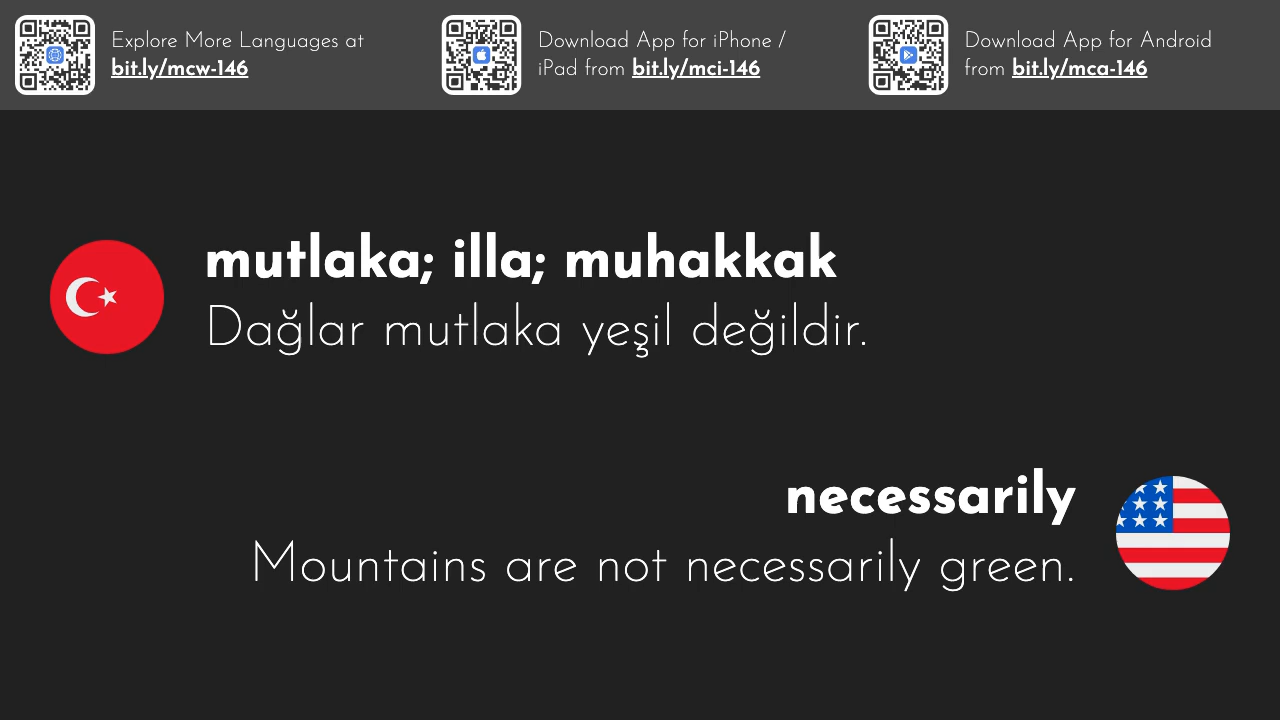 Explore More Languages at
bit.ly/mcw-146
Download App for iPhone /
iPad from bit.ly/mci-146
Download App for Android
from bit.ly/mca-146
mutlaka; illa; muhakkak
Dağlar mutlaka yeşil değildir.
necessarily
Mountains are not necessarily green.